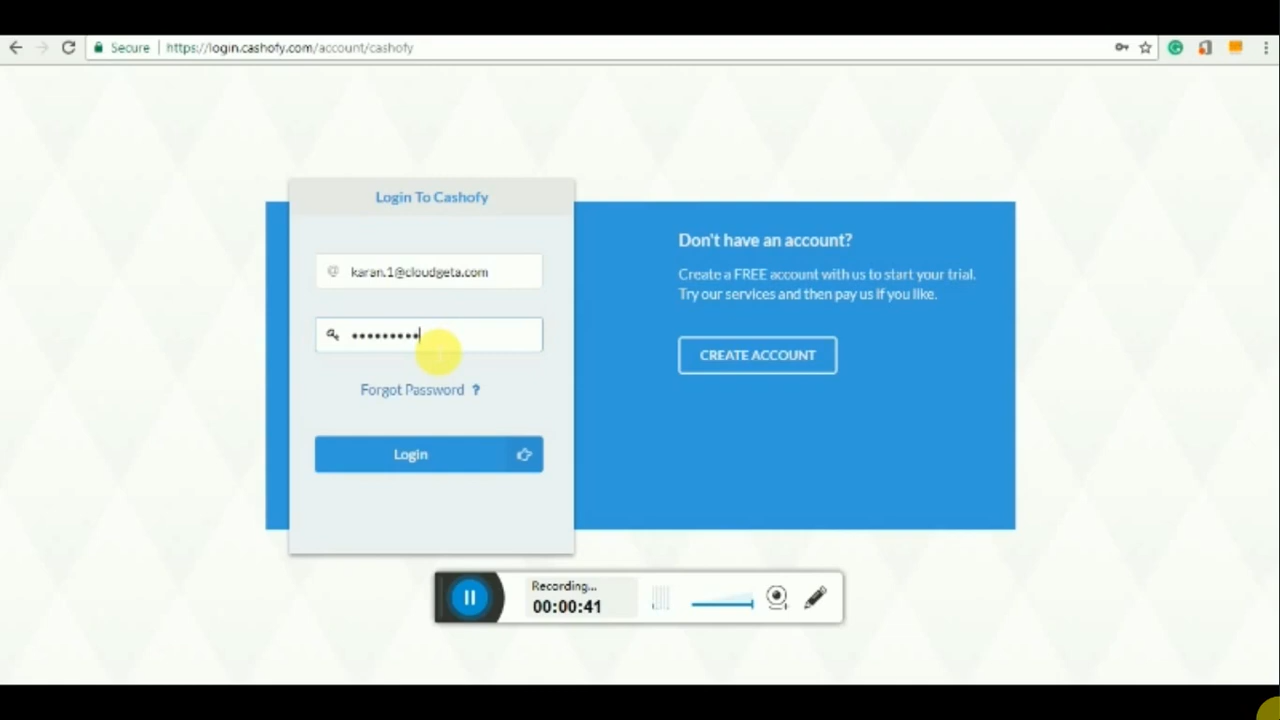 Secure https://login.cashofy.com/account/cashofy
Login To Cashofy
@ karan.1@cloudgeta.com
•••••••••
Forgot Password ?
Login
Don't have an account?
Create a FREE account with us to start your trial.
Try our services and then pay us if you like.
CREATE ACCOUNT
Recording...
00:00:41